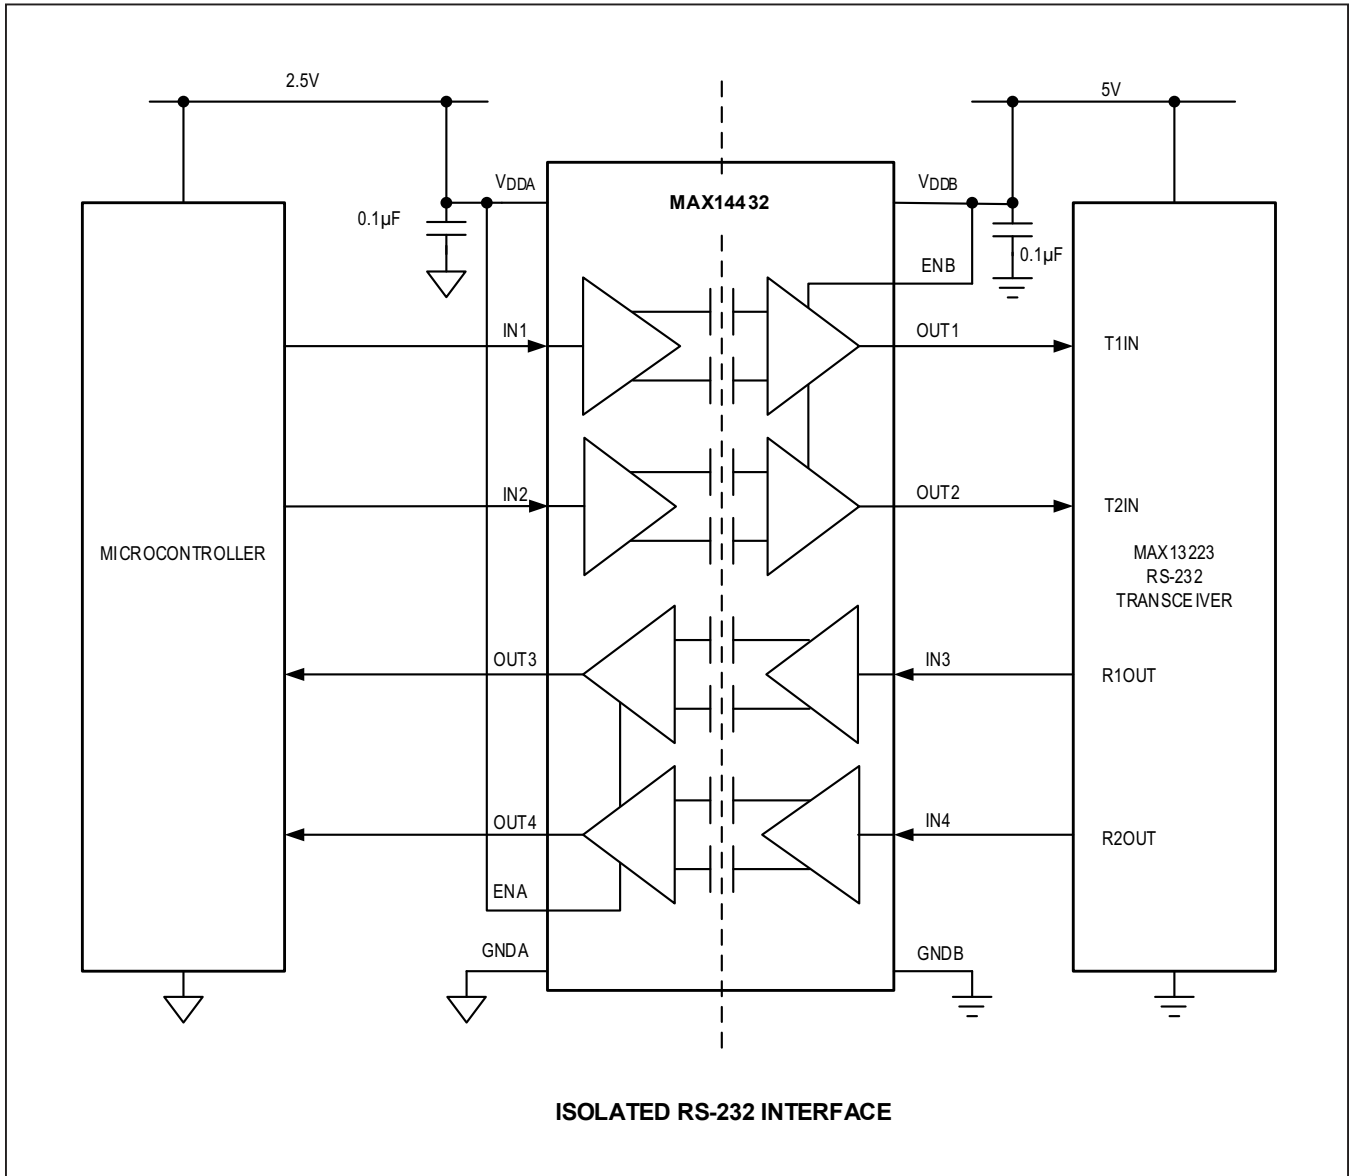 2.5V
5V
VDDA
MAX14432
VDDB
0.1µF
0.1µF
ENB
IN1
OUT1
T1IN
IN2
OUT2
T2IN
MICROCONTROLLER
MAX13223
RS-232
TRANSCEIVER
OUT3
IN3
R1OUT
OUT4
IN4
R2OUT
ENA
GNDA
GNDB
ISOLATED RS-232 INTERFACE